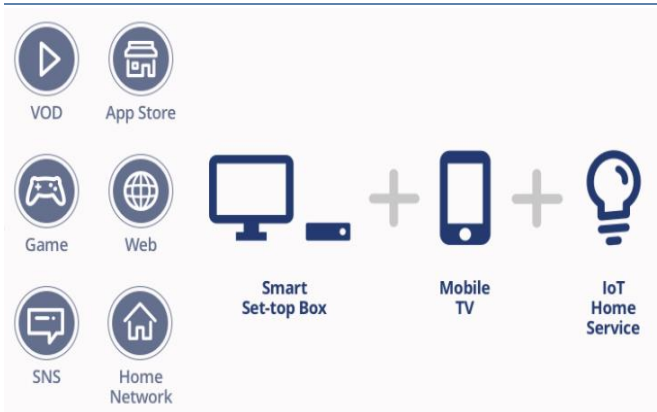 VOD
App Store
Game
Web
SNS
Home
Network
Smart
Set-top Box
Mobile
TV
IoT
Home
Service